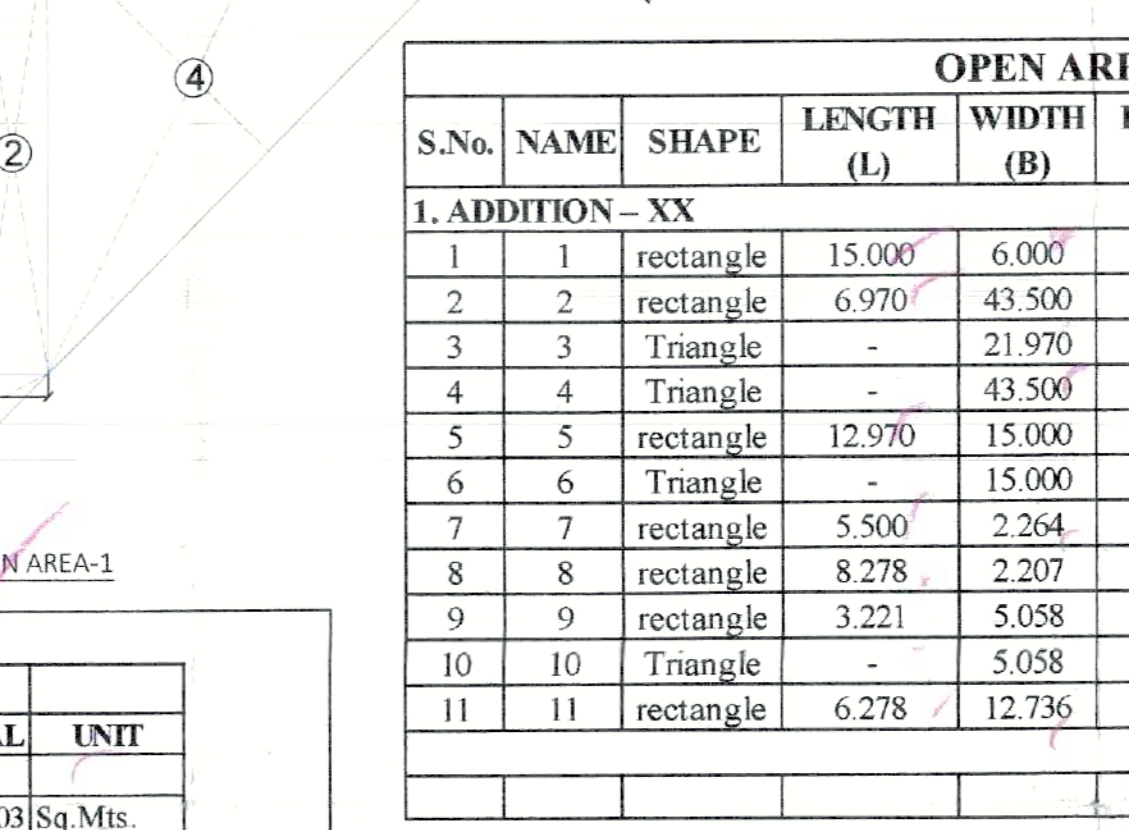 4
2
OPEN
S.No. NAME SHAPE LENGTH (L) WIDTH (B)
1. ADDITION – XX
1 1 rectangle 15.000 6.000
2 2 rectangle 6.970 43.500
3 3 Triangle - 21.970
4 4 Triangle - 43.500
5 5 rectangle 12.970 15.000
6 6 Triangle - 15.000
7 7 rectangle 5.500 2.264
8 8 rectangle 8.278 2.207
9 9 rectangle 3.221 5.058
10 10 Triangle - 5.058
11 11 rectangle 6.278 12.736
N AREA-1
UNIT
03 Sq.Mts.